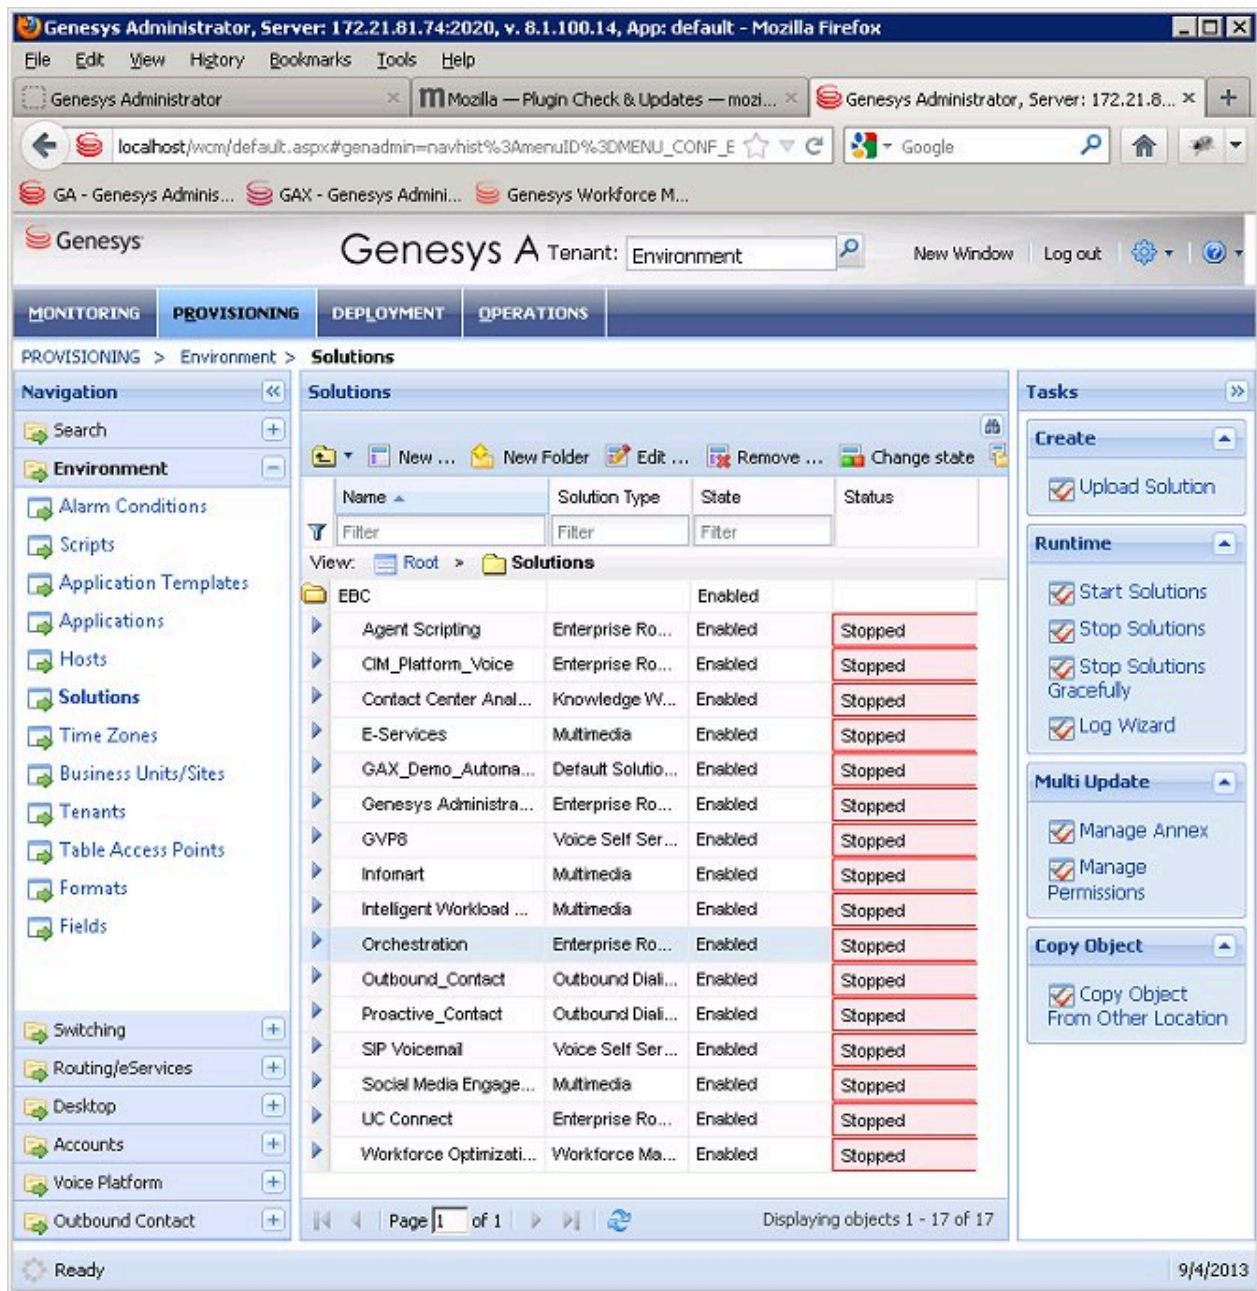 Genesys Administrator, Server: 172.21.81.74:2020, v. 8.1.100.14, App: default - Mozilla Firefox
File Edit View History Bookmarks Tools Help
Genesys Administrator × m Mozilla — Plugin Check & Updates — mozi... × Genesys Administrator, Server: 172.21.8... × +
localhost/wcm/default.aspx#genadmin=navhist%3AmenuID%3DMENU_CONF_E Google
GA - Genesys Adminis... GAX - Genesys Admini... Genesys Workforce M...
Genesys Genesys A Tenant: Environment New Window Log out
MONITORING PROVISIONING DEPLOYMENT OPERATIONS
PROVISIONING > Environment > Solutions
Navigation
Search
Environment
Alarm Conditions
Scripts
Application Templates
Applications
Hosts
Solutions
Time Zones
Business Units/Sites
Tenants
Table Access Points
Formats
Fields
Switching
Routing/eServices
Desktop
Accounts
Voice Platform
Outbound Contact
Solutions
New ... New Folder Edit ... Remove ... Change state
Name Solution Type State Status
Filter Filter Filter
View: Root » Solutions
EBC Enabled
Agent Scripting Enterprise Ro... Enabled Stopped
CIM_Platform_Voice Enterprise Ro... Enabled Stopped
Contact Center Anal... Knowledge W... Enabled Stopped
E-Services Multimedia Enabled Stopped
GAX_Demo_Automa... Default Solutio... Enabled Stopped
Genesys Administra... Enterprise Ro... Enabled Stopped
GVP8 Voice Self Ser... Enabled Stopped
Infomart Multimedia Enabled Stopped
Intelligent Workload ... Multimedia Enabled Stopped
Orchestration Enterprise Ro... Enabled Stopped
Outbound_Contact Outbound Diali... Enabled Stopped
Proactive_Contact Outbound Diali... Enabled Stopped
SIP Voicemail Voice Self Ser... Enabled Stopped
Social Media Engage... Multimedia Enabled Stopped
UC Connect Enterprise Ro... Enabled Stopped
Workforce Optimizati... Workforce Ma... Enabled Stopped
Page 1 of 1 Displaying objects 1 - 17 of 17
Tasks
Create
Upload Solution
Runtime
Start Solutions
Stop Solutions
Stop Solutions
Gracefully
Log Wizard
Multi Update
Manage Annex
Manage
Permissions
Copy Object
Copy Object
From Other Location
Ready 9/4/2013